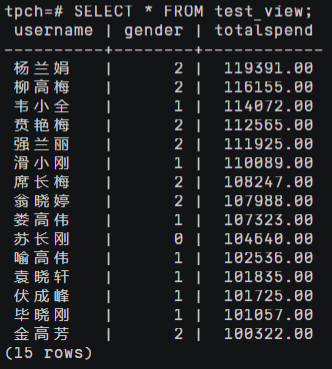 tpch=# SELECT * FROM test_view;
username | gender | totalspend
----------+--------+------------
杨兰娟 | 2 | 119391.00
柳高梅 | 2 | 116155.00
韦小全 | 1 | 114072.00
贲艳梅 | 2 | 112565.00
强兰丽 | 2 | 111925.00
滑小刚 | 1 | 110089.00
席长梅 | 2 | 108247.00
翁晓婷 | 2 | 107988.00
娄高伟 | 1 | 107323.00
苏长刚 | 0 | 104640.00
喻高伟 | 1 | 102536.00
袁晓轩 | 1 | 101835.00
伏成峰 | 1 | 101725.00
毕晓刚 | 1 | 101057.00
金高芳 | 2 | 100322.00
(15 rows)